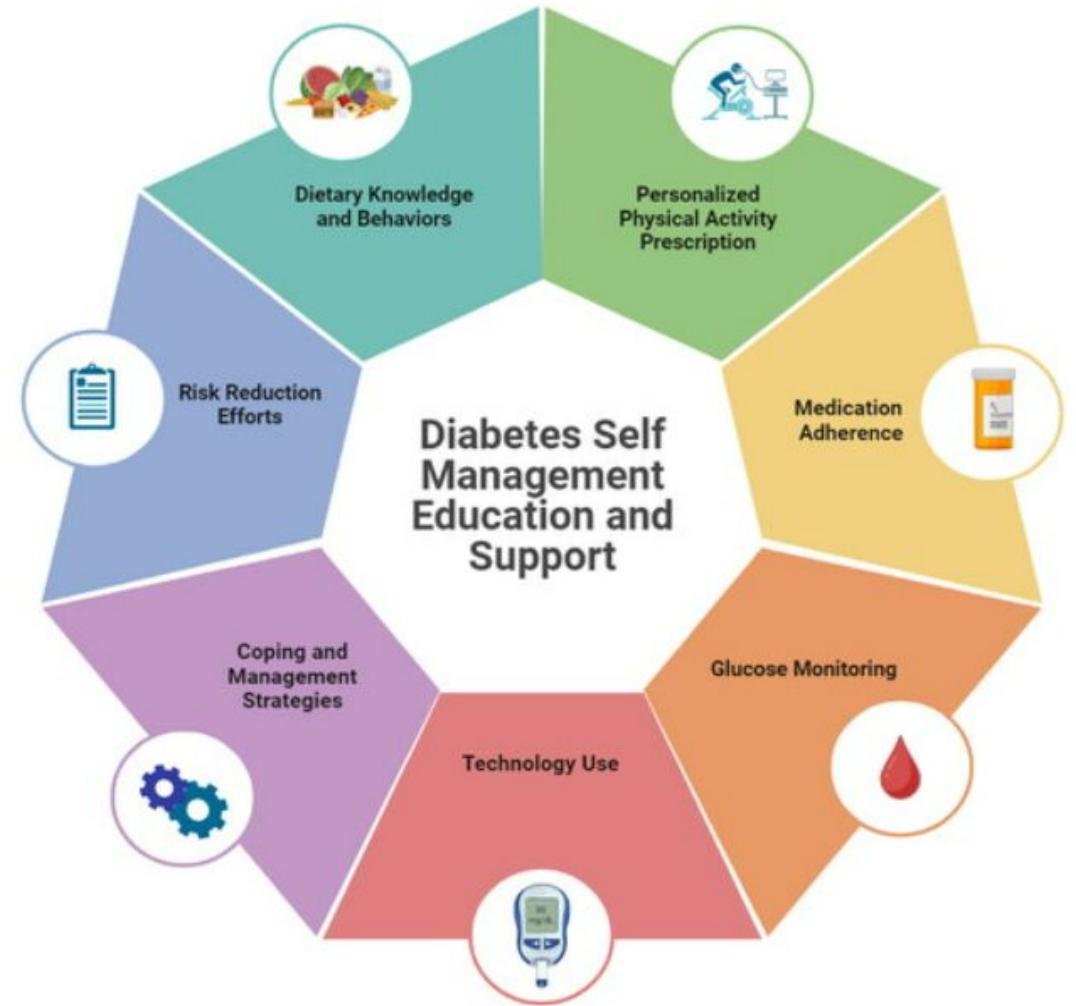 Dietary Knowledge
and Behaviors
Personalized
Physical Activity
Prescription
Risk Reduction
Efforts
Medication
Adherence
Diabetes Self
Management
Education and
Support
Coping and
Management
Strategies
Glucose Monitoring
Technology Use